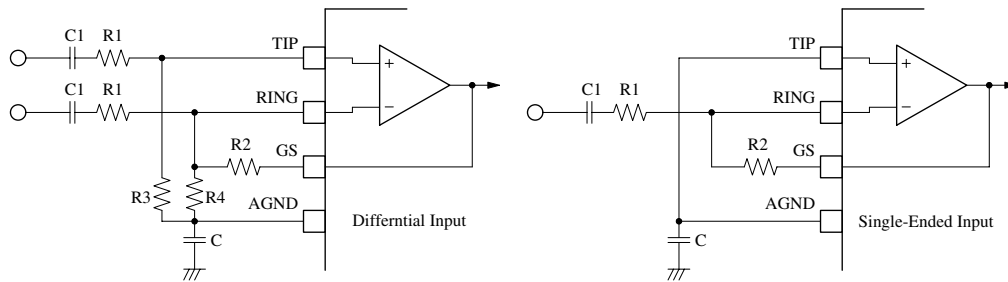 C1 R1 TIP
+
C1 R1 RING
−
R2 GS
R3 R4 AGND
C
Differntial Input
TIP
+
C1 R1 RING
−
R2 GS
AGND
C
Single-Ended Input